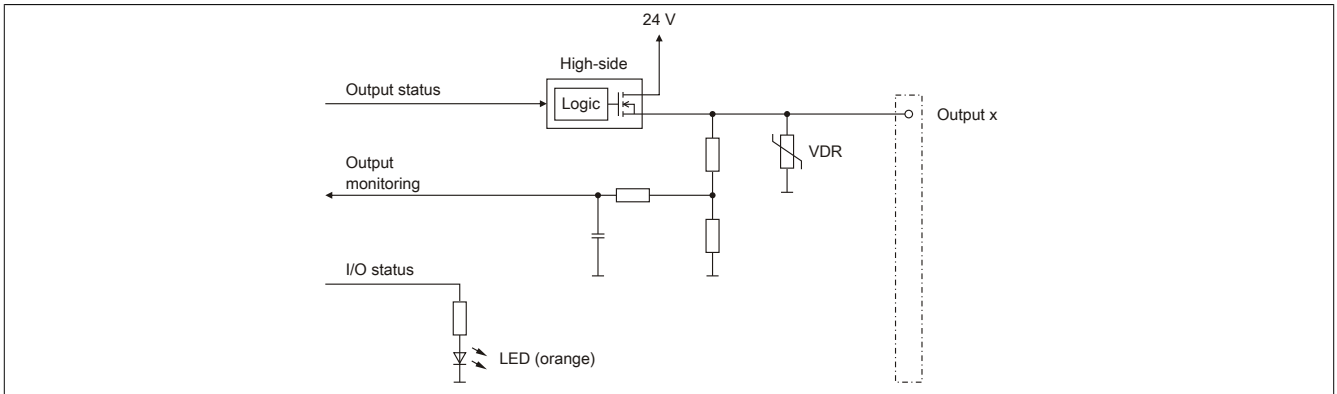 24 V
High-side
Output status
Logic
Output x
VDR
Output
monitoring
I/O status
LED (orange)